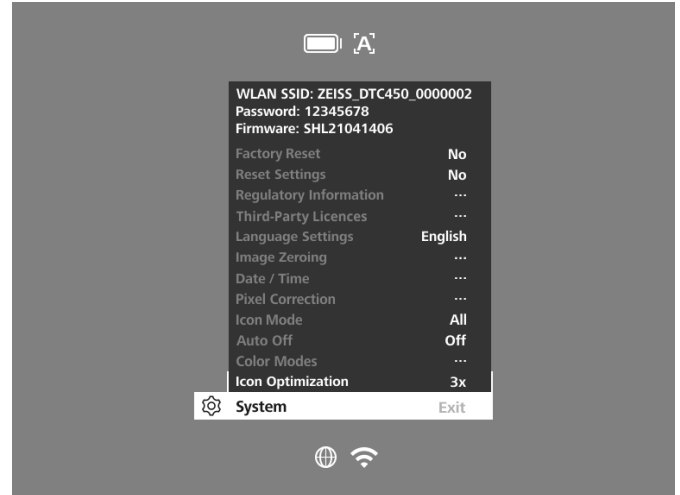 [A]
WLAN SSID: ZEISS_DTC450_0000002
Password: 12345678
Firmware: SHL21041406
Factory Reset No
Reset Settings No
Regulatory Information ...
Third-Party Licences ...
Language Settings English
Image Zeroing ...
Date / Time ...
Pixel Correction ...
Icon Mode All
Auto Off Off
Color Modes ...
Icon Optimization 3x
System Exit